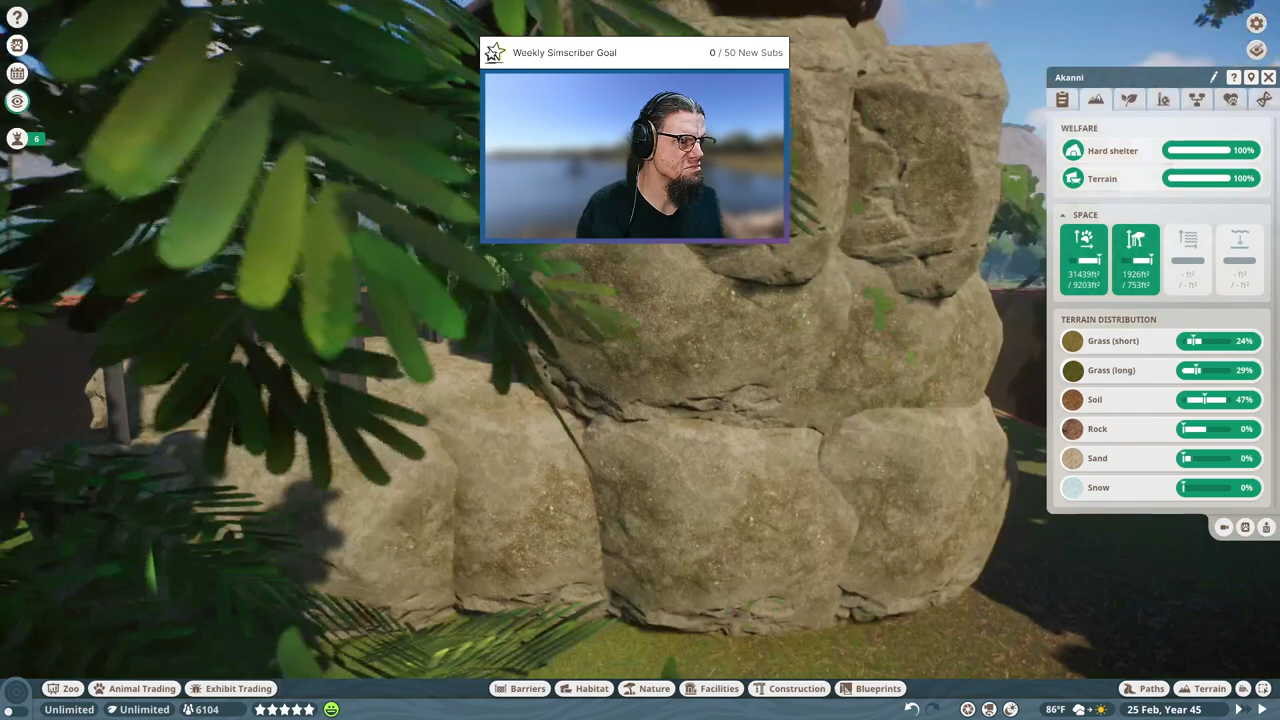 Weekly Simscriber Goal 0 / 50 New Subs
6
Akanni
WELFARE
Hard shelter 100%
Terrain 100%
SPACE
31439ft² / 9203ft²
1926ft² / 753ft²
- ft² / - ft²
- ft² / - ft²
TERRAIN DISTRIBUTION
Grass (short) 24%
Grass (long) 29%
Soil 47%
Rock 0%
Sand 0%
Snow 0%
Zoo Animal Trading Exhibit Trading Barriers Habitat Nature Facilities Construction Blueprints Paths Terrain
Unlimited Unlimited 6104 86°F 25 Feb, Year 45